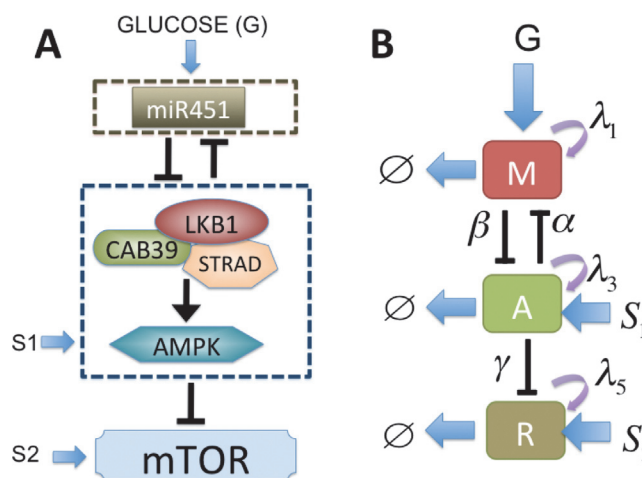 GLUCOSE (G)
A
miR451
LKB1
CAB39
STRAD
S1
AMPK
S2
mTOR
B
G
λ1
∅
M
β
α
λ3
∅
A
S
γ
λ5
∅
R
S